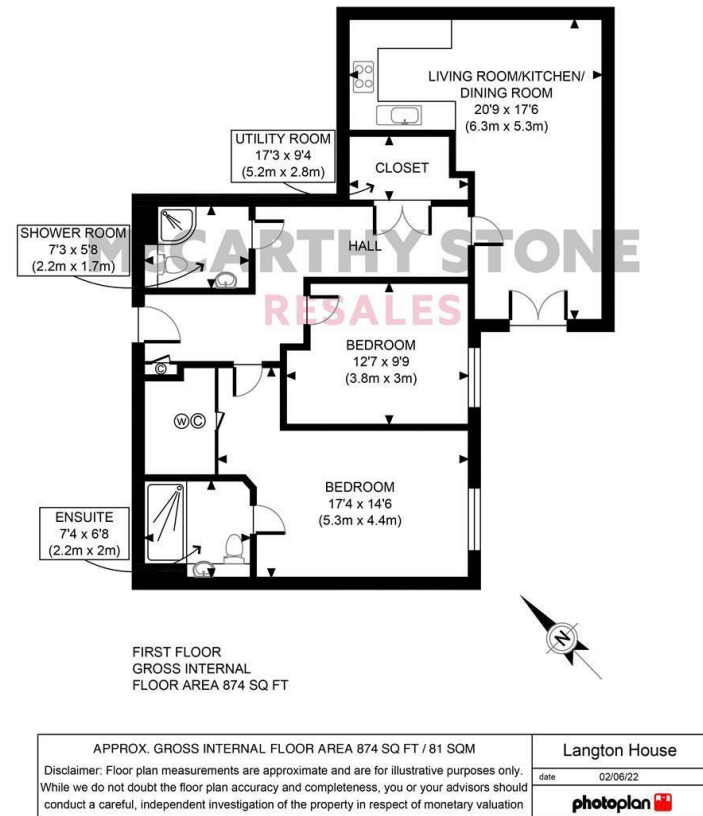 LIVING ROOM/KITCHEN/
DINING ROOM
20'9 x 17'6
(6.3m x 5.3m)
UTILITY ROOM
17'3 x 9'4
(5.2m x 2.8m)
CLOSET
SHOWER ROOM
7'3 x 5'8
(2.2m x 1.7m)
HALL
McCARTHY STONE
RESALES
BEDROOM
12'7 x 9'9
(3.8m x 3m)
C
W C
BEDROOM
17'4 x 14'6
(5.3m x 4.4m)
ENSUITE
7'4 x 6'8
(2.2m x 2m)
N
FIRST FLOOR
GROSS INTERNAL
FLOOR AREA 874 SQ FT
APPROX. GROSS INTERNAL FLOOR AREA 874 SQ FT / 81 SQM
Disclaimer: Floor plan measurements are approximate and are for illustrative purposes only.
While we do not doubt the floor plan accuracy and completeness, you or your advisors should
conduct a careful, independent investigation of the property in respect of monetary valuation
Langton House
date 02/06/22
photoplan